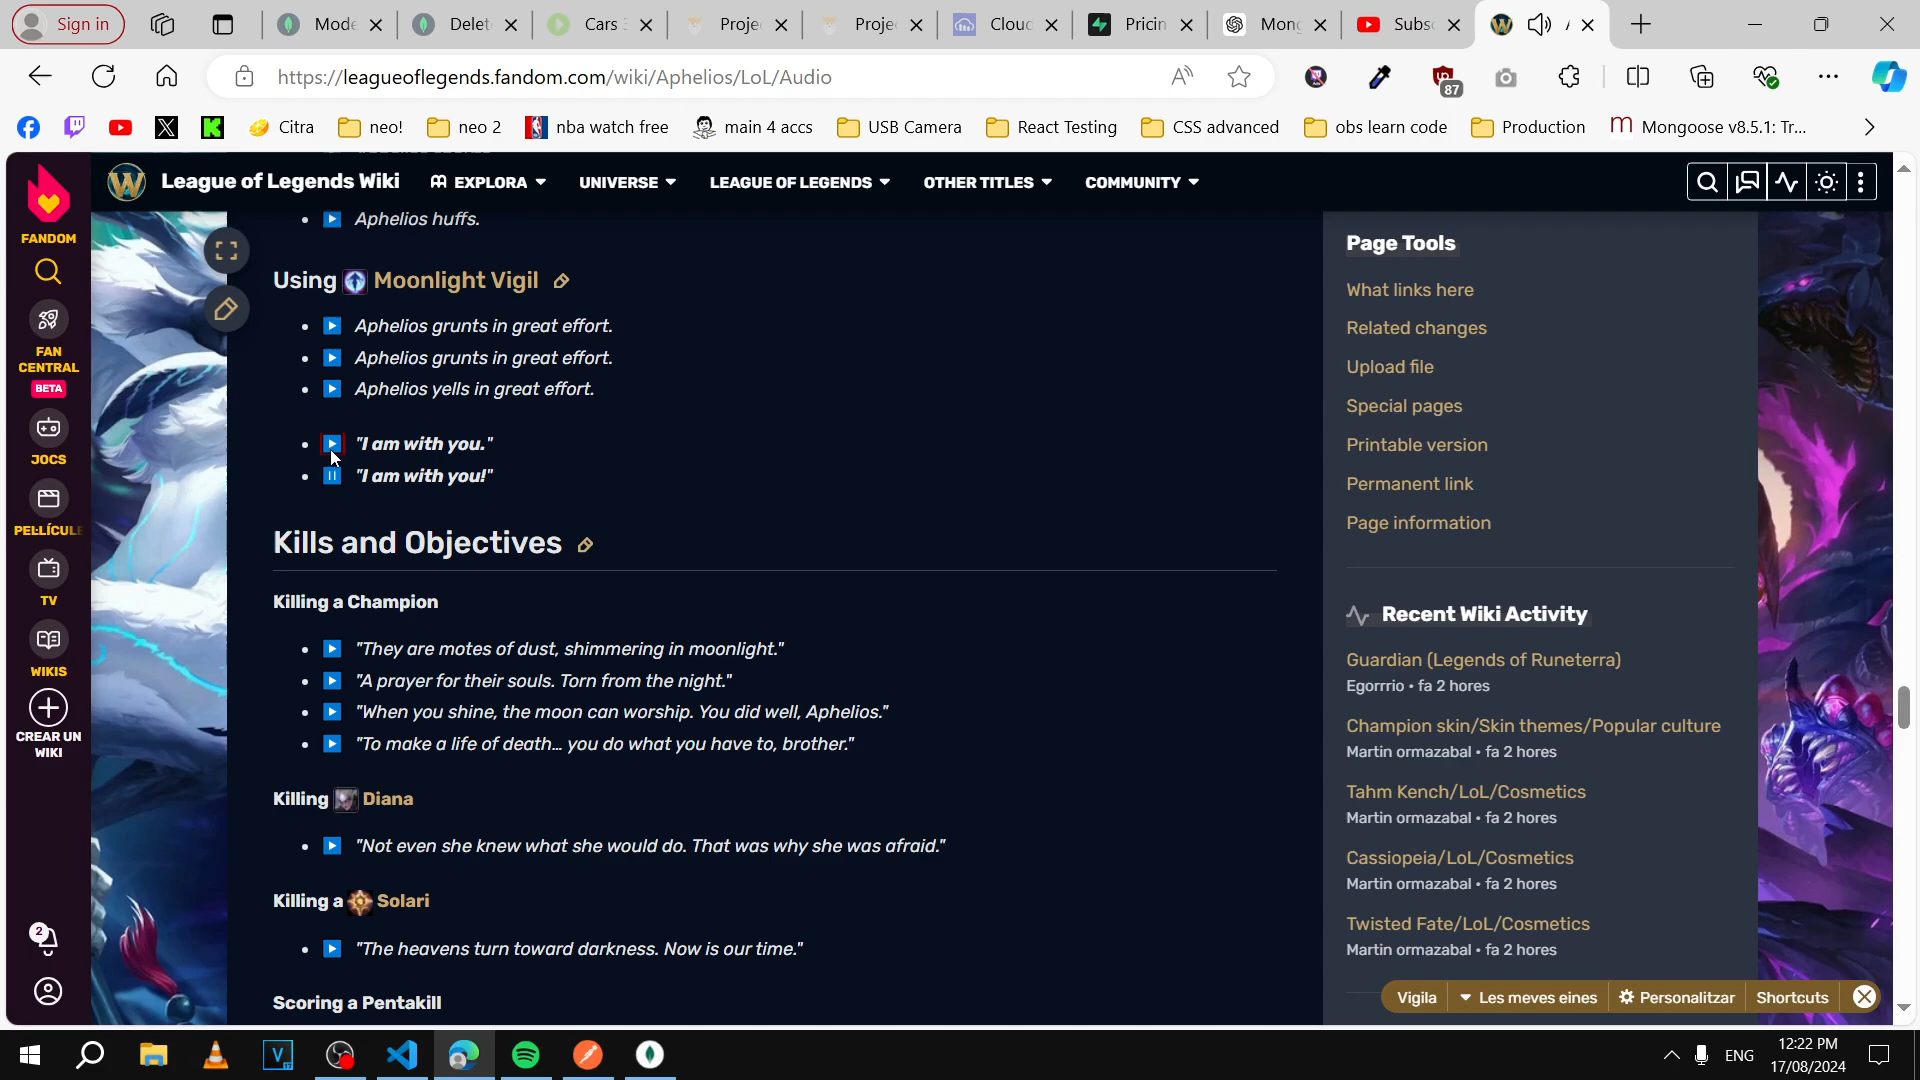 Sign in
Mode
Delet
Cars
Proje
Proje
Cloud
Pricin
Mong
Subsc
https://leagueoflegends.fandom.com/wiki/Aphelios/LoL/Audio
87
Citra
neo!
neo 2
nba watch free
main 4 accs
USB Camera
React Testing
CSS advanced
obs learn code
Production
Mongoose v8.5.1: Tr...
League of Legends Wiki
EXPLORA
UNIVERSE
LEAGUE OF LEGENDS
OTHER TITLES
COMMUNITY
FANDOM
FAN CENTRAL
BETA
JOCS
PEL·LÍCULE
TV
WIKIS
CREAR UN WIKI
2
Aphelios huffs.
Using Moonlight Vigil
Aphelios grunts in great effort.
Aphelios grunts in great effort.
Aphelios yells in great effort.
"I am with you."
"I am with you!"
Kills and Objectives
Killing a Champion
"They are motes of dust, shimmering in moonlight."
"A prayer for their souls. Torn from the night."
"When you shine, the moon can worship. You did well, Aphelios."
"To make a life of death... you do what you have to, brother."
Killing Diana
"Not even she knew what she would do. That was why she was afraid."
Killing a Solari
"The heavens turn toward darkness. Now is our time."
Scoring a Pentakill
Page Tools
What links here
Related changes
Upload file
Special pages
Printable version
Permanent link
Page information
Recent Wiki Activity
Guardian (Legends of Runeterra)
Egorrrio • fa 2 hores
Champion skin/Skin themes/Popular culture
Martin ormazabal • fa 2 hores
Tahm Kench/LoL/Cosmetics
Martin ormazabal • fa 2 hores
Cassiopeia/LoL/Cosmetics
Martin ormazabal • fa 2 hores
Twisted Fate/LoL/Cosmetics
Martin ormazabal • fa 2 hores
Vigila
Les meves eines
Personalitzar
Shortcuts
ENG
12:22 PM
17/08/2024